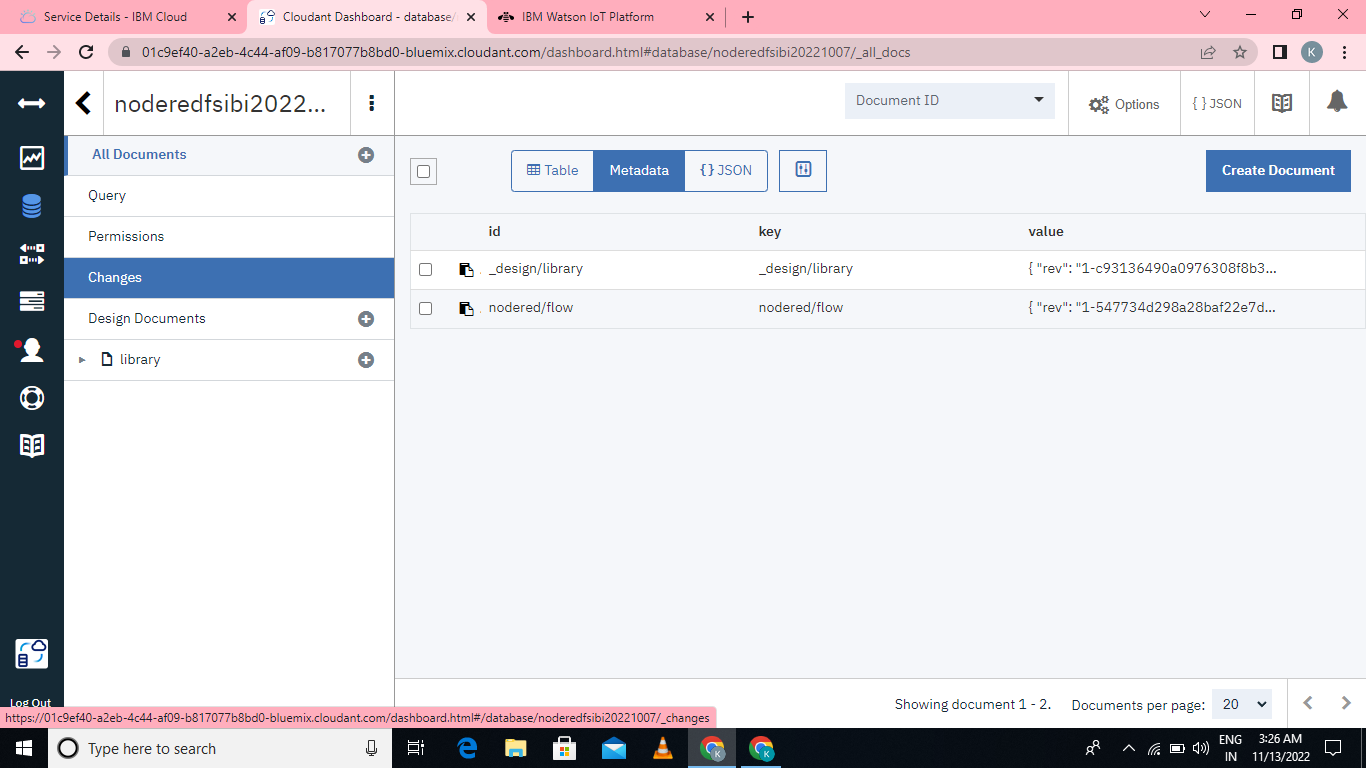 Service Details - IBM Cloud
Cloudant Dashboard - database/
IBM Watson IoT Platform
01c9ef40-a2eb-4c44-af09-b817077b8bd0-bluemix.cloudant.com/dashboard.html#database/noderedfsibi20221007/_all_docs
K
noderedfsibi2022...
Document ID
Options
{ } JSON
All Documents
Query
Permissions
Changes
Design Documents
library
Table
Metadata
{ } JSON
Create Document
id key value
_design/library _design/library { "rev": "1-c93136490a0976308f8b3...
nodered/flow nodered/flow { "rev": "1-547734d298a28baf22e7d...
Showing document 1 - 2.
Documents per page: 20
Log Out
https://01c9ef40-a2eb-4c44-af09-b817077b8bd0-bluemix.cloudant.com/dashboard.html#/database/noderedfsibi20221007/_changes
Type here to search
K
K
ENG
IN
3:26 AM
11/13/2022